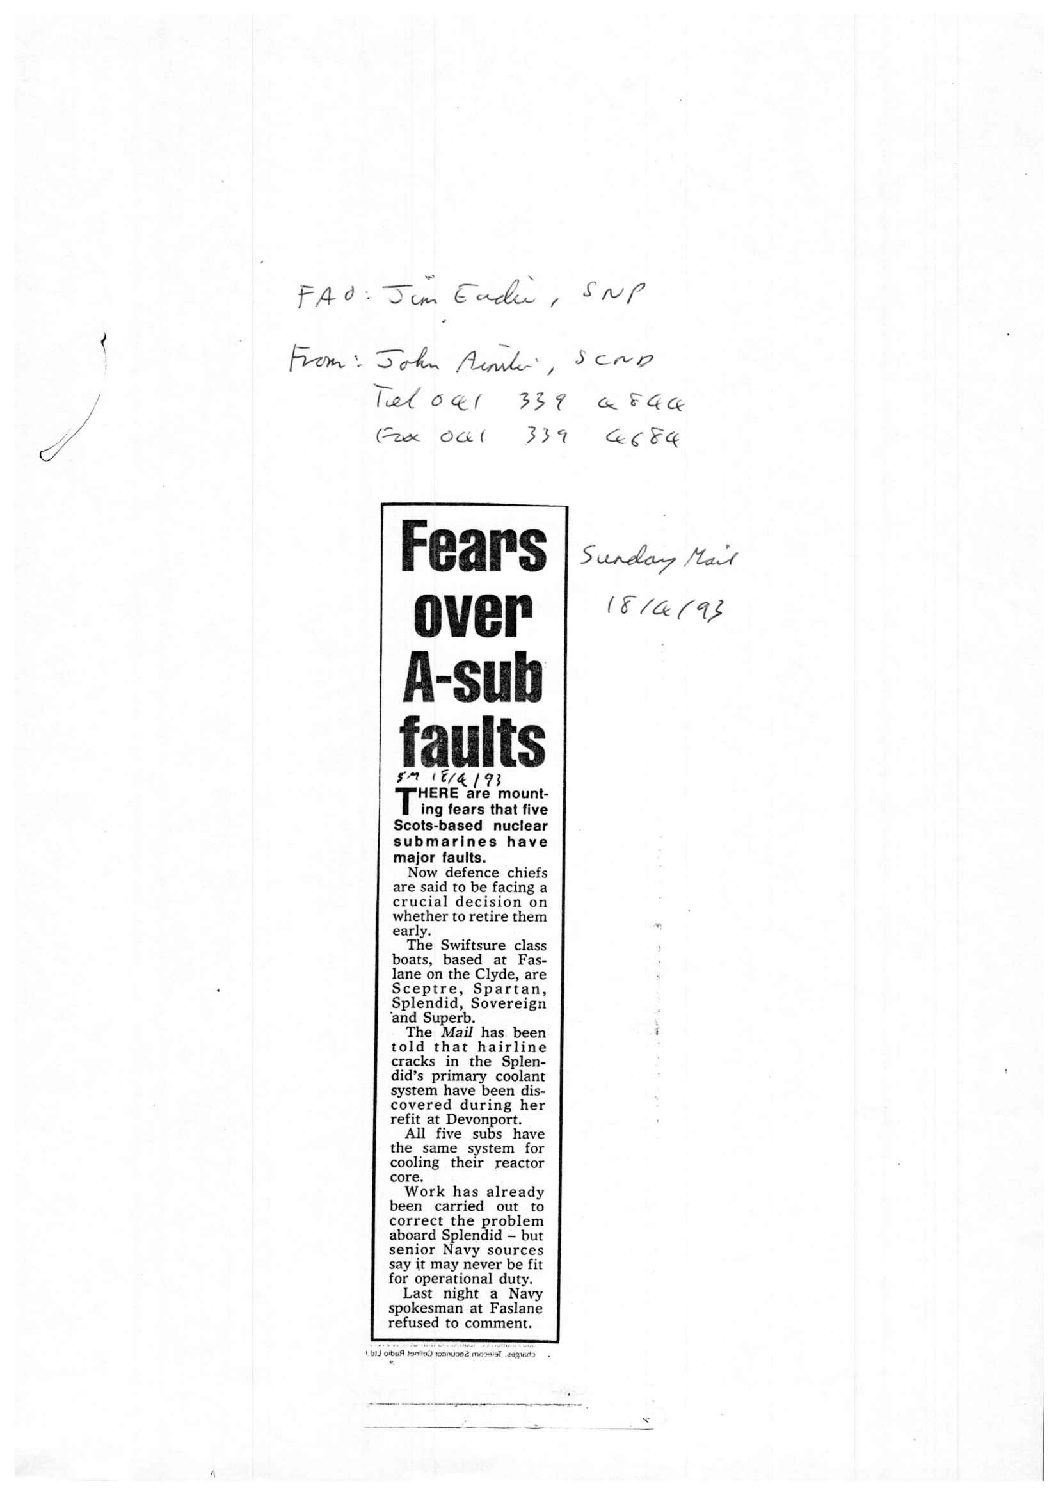 FAO: Jim Eadie, SNP
From: John Ainslie, SCND
Tel 041 339 4844
Fax 041 339 4684
Sunday Mail
18/4/93
Fears
over
A-sub
faults
SM 18/4/93
THERE are mount-
ing fears that five
Scots-based nuclear
submarines have
major faults.
Now defence chiefs
are said to be facing a
crucial decision on
whether to retire them
early.
The Swiftsure class
boats, based at Fas-
lane on the Clyde, are
Sceptre, Spartan,
Splendid, Sovereign
and Superb.
The Mail has been
told that hairline
cracks in the Splen-
did's primary coolant
system have been dis-
covered during her
refit at Devonport.
All five subs have
the same system for
cooling their reactor
core.
Work has already
been carried out to
correct the problem
aboard Splendid – but
senior Navy sources
say it may never be fit
for operational duty.
Last night a Navy
spokesman at Faslane
refused to comment.
charges. Telecom Securicor Cellnet Radio Ltd